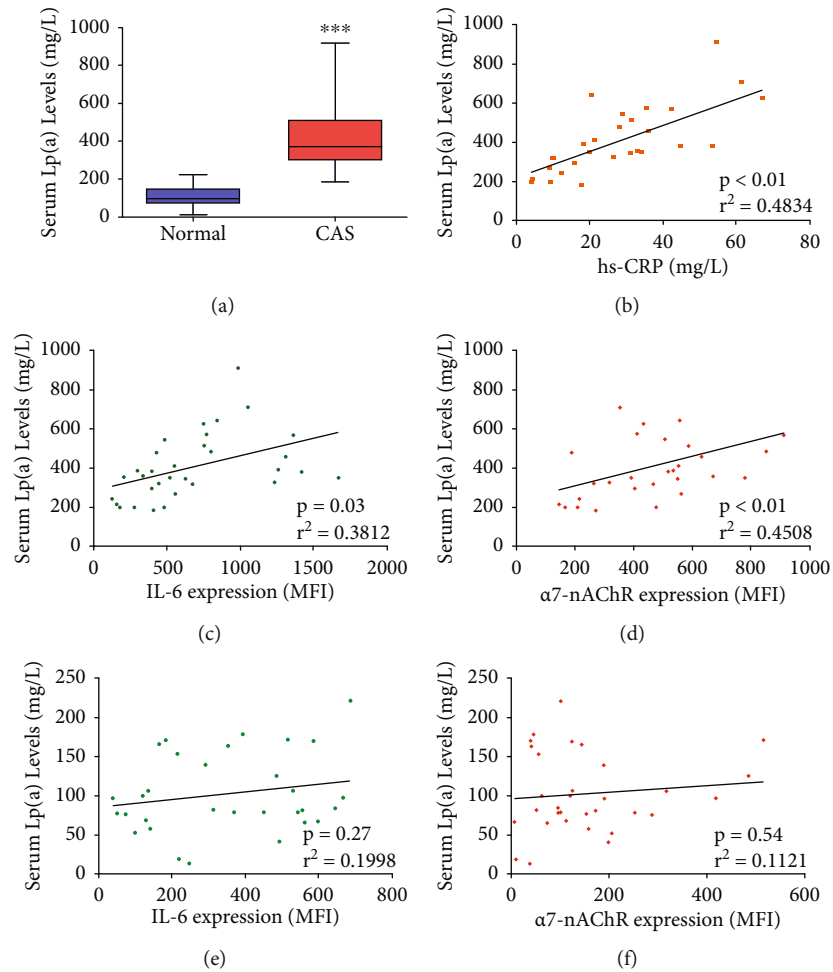 Serum Lp(a) Levels (mg/L)
1000
800
600
400
200
0
***
Normal
CAS
(a)
Serum Lp(a) Levels (mg/L)
1000
800
600
400
200
0
p < 0.01
r² = 0.4834
0
20
40
60
80
hs-CRP (mg/L)
(b)
Serum Lp(a) Levels (mg/L)
1000
800
600
400
200
0
p = 0.03
r² = 0.3812
0
500
1000
1500
2000
IL-6 expression (MFI)
(c)
Serum Lp(a) Levels (mg/L)
1000
800
600
400
200
0
p < 0.01
r² = 0.4508
0
200
400
600
800
1000
α7-nAChR expression (MFI)
(d)
Serum Lp(a) Levels (mg/L)
250
200
150
100
50
0
p = 0.27
r² = 0.1998
0
200
400
600
800
IL-6 expression (MFI)
(e)
Serum Lp(a) Levels (mg/L)
250
200
150
100
50
0
p = 0.54
r² = 0.1121
0
200
400
600
α7-nAChR expression (MFI)
(f)